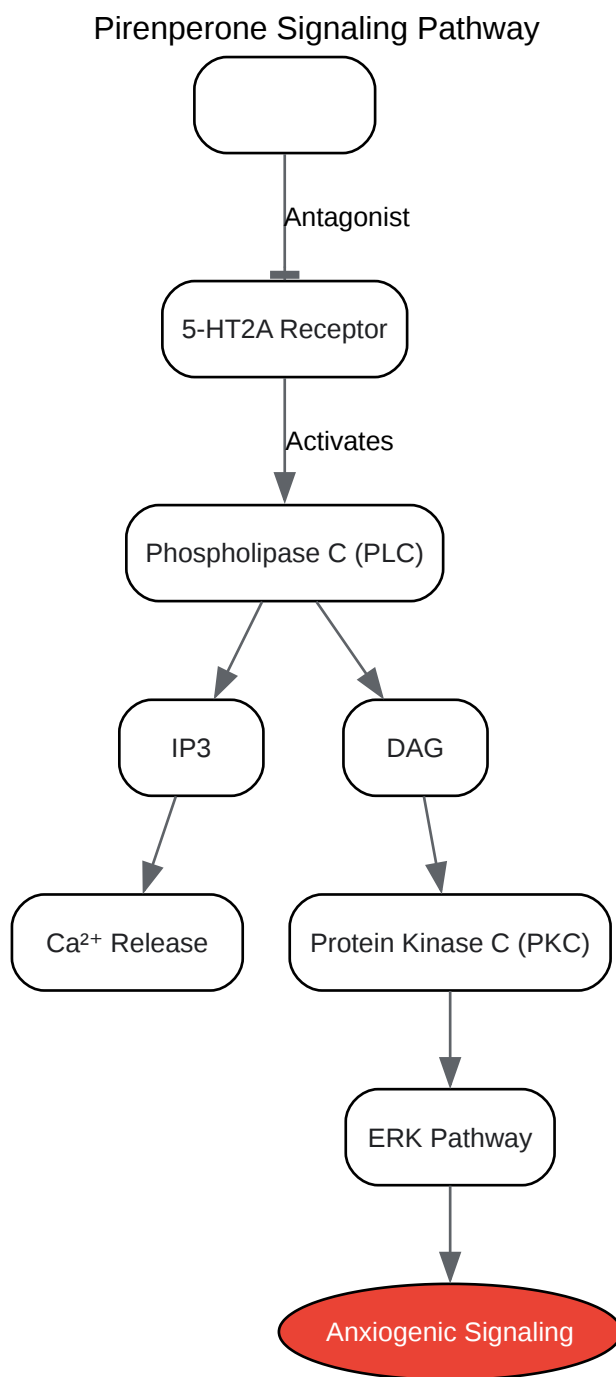 Pirenperone Signaling Pathway
Antagonist
5-HT2A Receptor
Activates
Phospholipase C (PLC)
IP3
DAG
Ca²⁺ Release
Protein Kinase C (PKC)
ERK Pathway
Anxiogenic Signaling